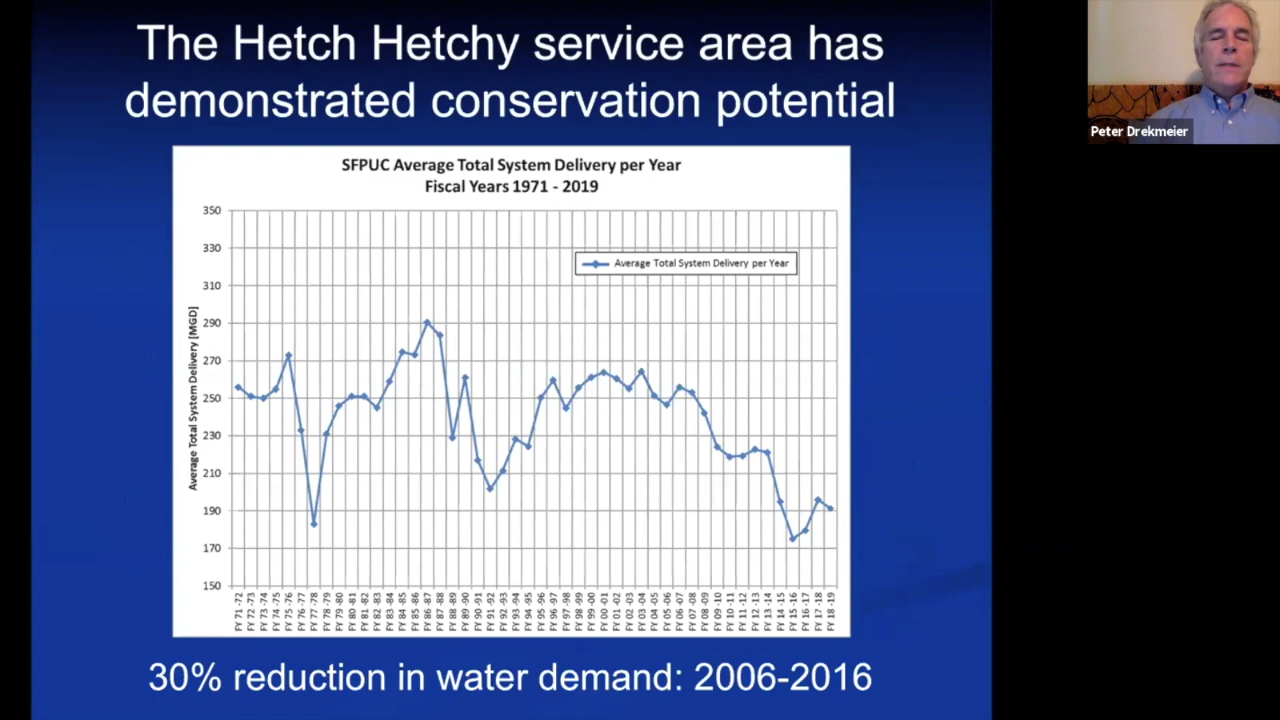 The Hetch Hetchy service area has
demonstrated conservation potential
SFPUC Average Total System Delivery per Year
Fiscal Years 1971 - 2019
Average Total System Delivery per Year
Average Total System Delivery [MGD]
350
330
310
290
270
250
230
210
190
170
150
FY 71 -72
FY 72 -73
FY 73 -74
FY 74 -75
FY 75 -76
FY 76 -77
FY 77 -78
FY 78 -79
FY 79 -80
FY 80 -81
FY 81 -82
FY 82 -83
FY 83 -84
FY 84 -85
FY 85 -86
FY 86 -87
FY 87 -88
FY 88 -89
FY 89 -90
FY 90 -91
FY 91 -92
FY 92 -93
FY 93 -94
FY 94 -95
FY 95 -96
FY 96 -97
FY 97 -98
FY 98 -99
FY 99 -00
FY 00 -01
FY 01 -02
FY 02 -03
FY 03 -04
FY 04 -05
FY 05 -06
FY 06 -07
FY 07 -08
FY 08 -09
FY 09 -10
FY 10 -11
FY 11 -12
FY 12 -13
FY 13 -14
FY 14 -15
FY 15 -16
FY 16 -17
FY 17 -18
FY 18 -19
30% reduction in water demand: 2006-2016
Peter Drekmeier